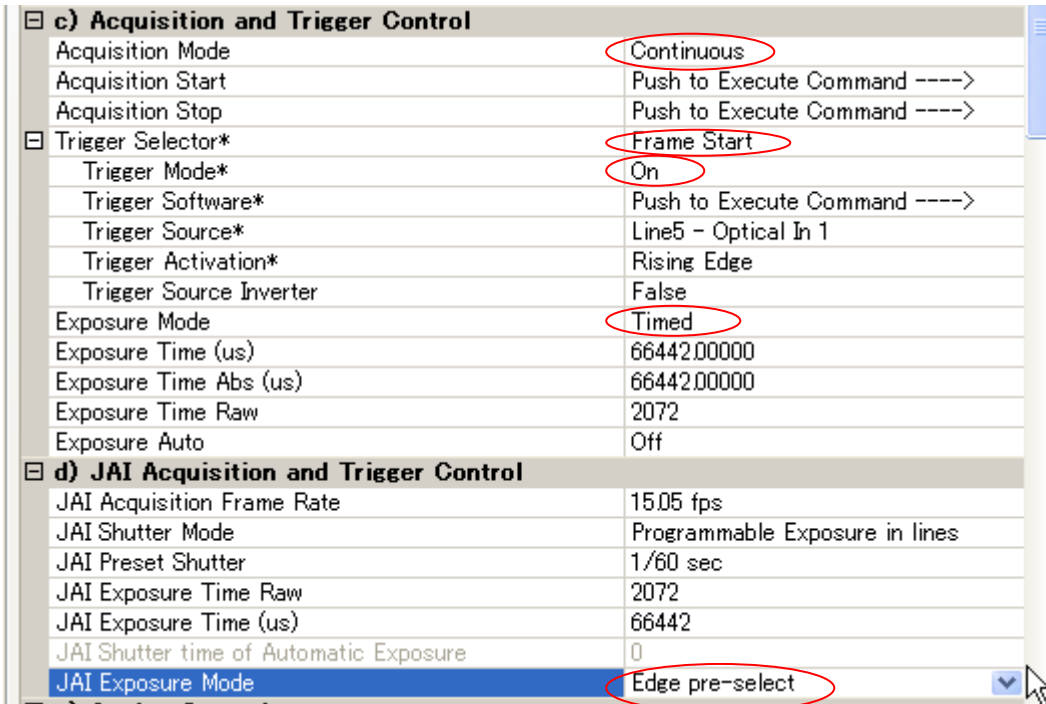 c) Acquisition and Trigger Control
Acquisition Mode Continuous
Acquisition Start Push to Execute Command ---->
Acquisition Stop Push to Execute Command ---->
Trigger Selector* Frame Start
Trigger Mode* On
Trigger Software* Push to Execute Command ---->
Trigger Source* Line5 - Optical In 1
Trigger Activation* Rising Edge
Trigger Source Inverter False
Exposure Mode Timed
Exposure Time (us) 66442.00000
Exposure Time Abs (us) 66442.00000
Exposure Time Raw 2072
Exposure Auto Off
d) JAI Acquisition and Trigger Control
JAI Acquisition Frame Rate 15.05 fps
JAI Shutter Mode Programmable Exposure in lines
JAI Preset Shutter 1/60 sec
JAI Exposure Time Raw 2072
JAI Exposure Time (us) 66442
JAI Shutter time of Automatic Exposure 0
JAI Exposure Mode Edge pre-select